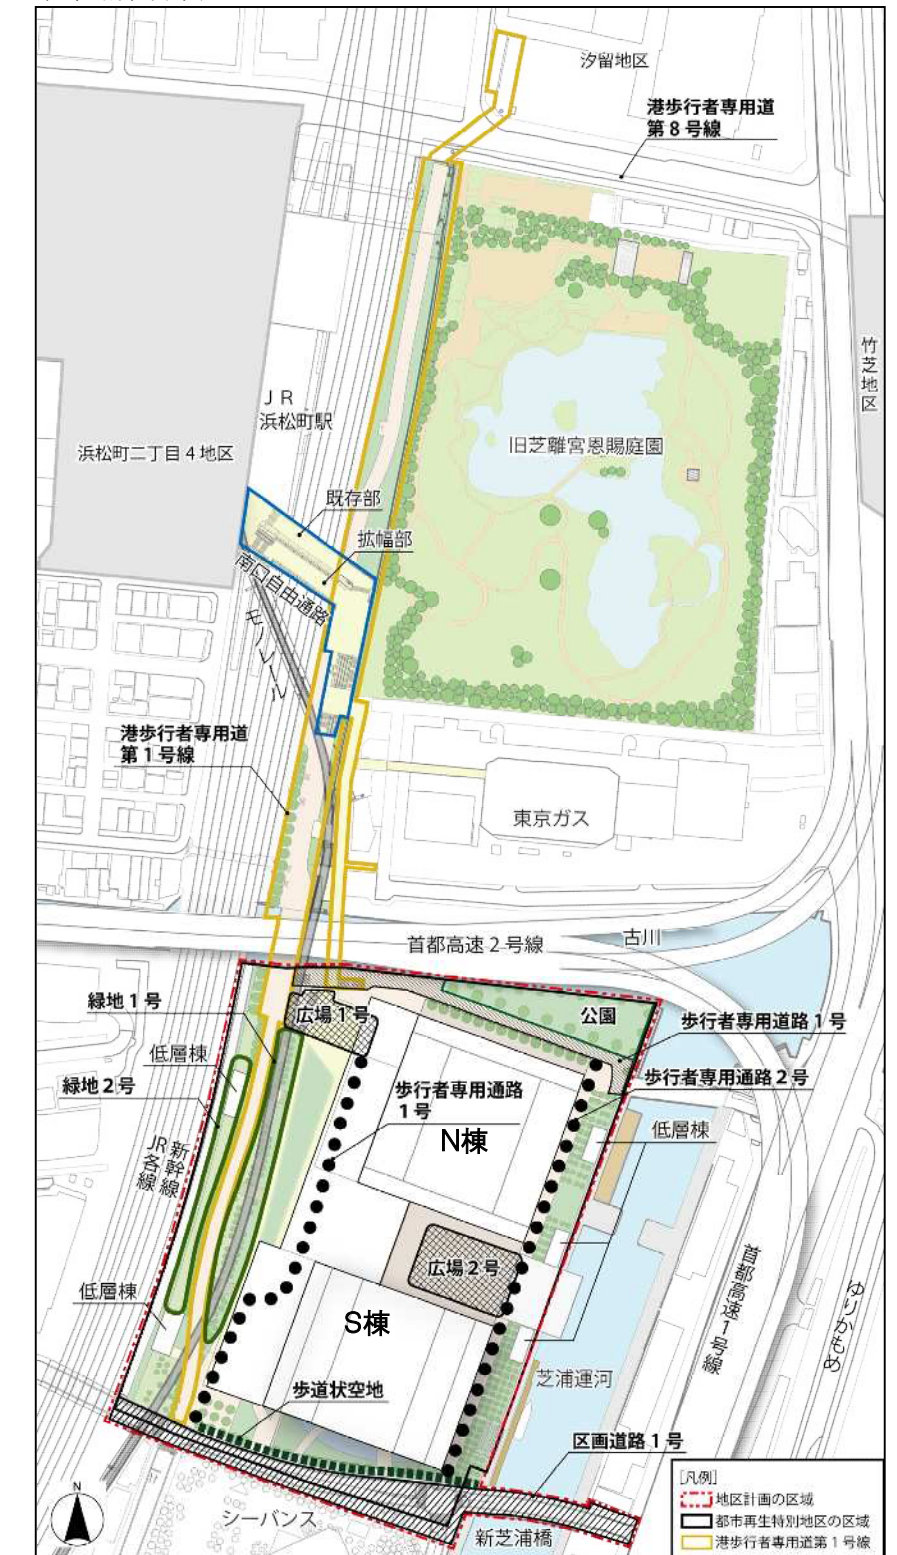 汐留地区
港歩行者専用道
第8号線
竹芝地区
JR
浜松町駅
浜松町二丁目4地区
旧芝離宮恩賜庭園
既存部
拡幅部
南口自由通路
モノレール
港歩行者専用道
第1号線
東京ガス
首都高速2号線
古川
緑地1号
広場1号
公園
歩行者専用道路1号
低層棟
緑地2号
歩行者専用通路
1号
歩行者専用通路2号
N棟
低層棟
新幹線
JR各線
広場2号
首都高速1号線
ゆりかもめ
低層棟
S棟
芝浦運河
歩道状空地
区画道路1号
N
シーバンス
新芝浦橋
[凡例]
地区計画の区域
都市再生特別地区の区域
港歩行者専用道第1号線